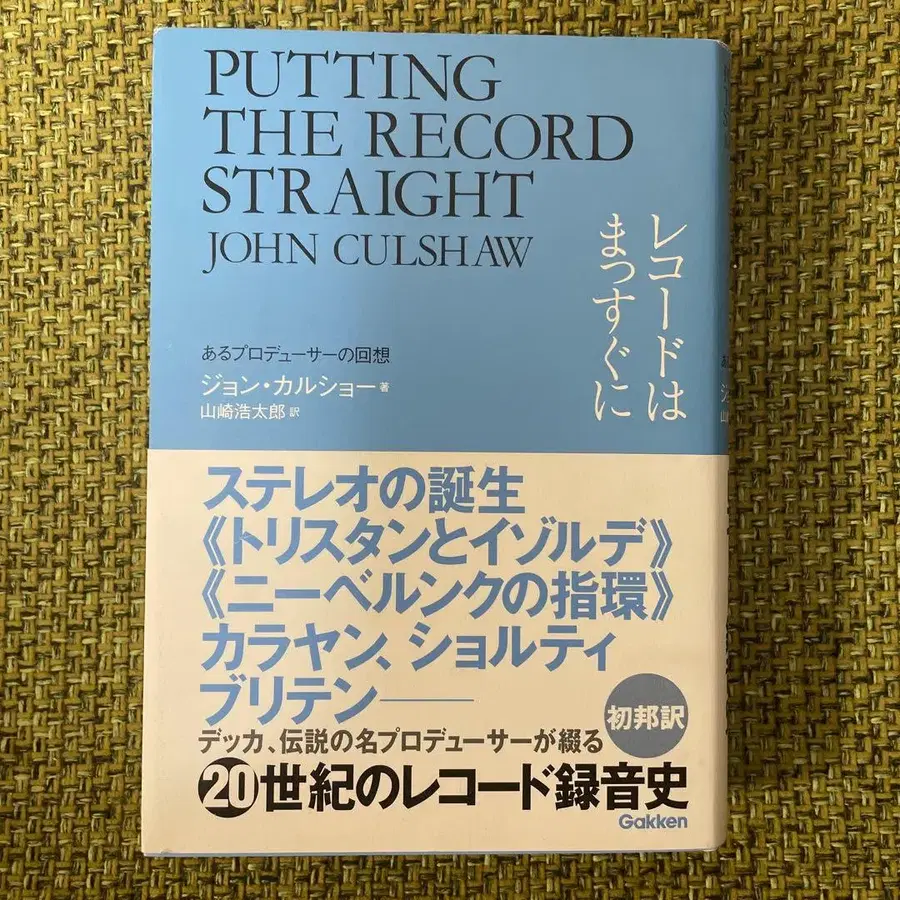 PUTTING
THE RECORD
STRAIGHT
JOHN CULSHAW
レコードは
まっすぐに
あるプロデューサーの回想
ジョン・カルショー 著
山崎浩太郎 訳
ステレオの誕生
《トリスタンとイゾルデ》
《ニーベルンクの指環》
カラヤン、ショルティ
ブリテン——
初邦訳
デッカ、伝説の名プロデューサーが綴る
20世紀のレコード録音史
Gakken